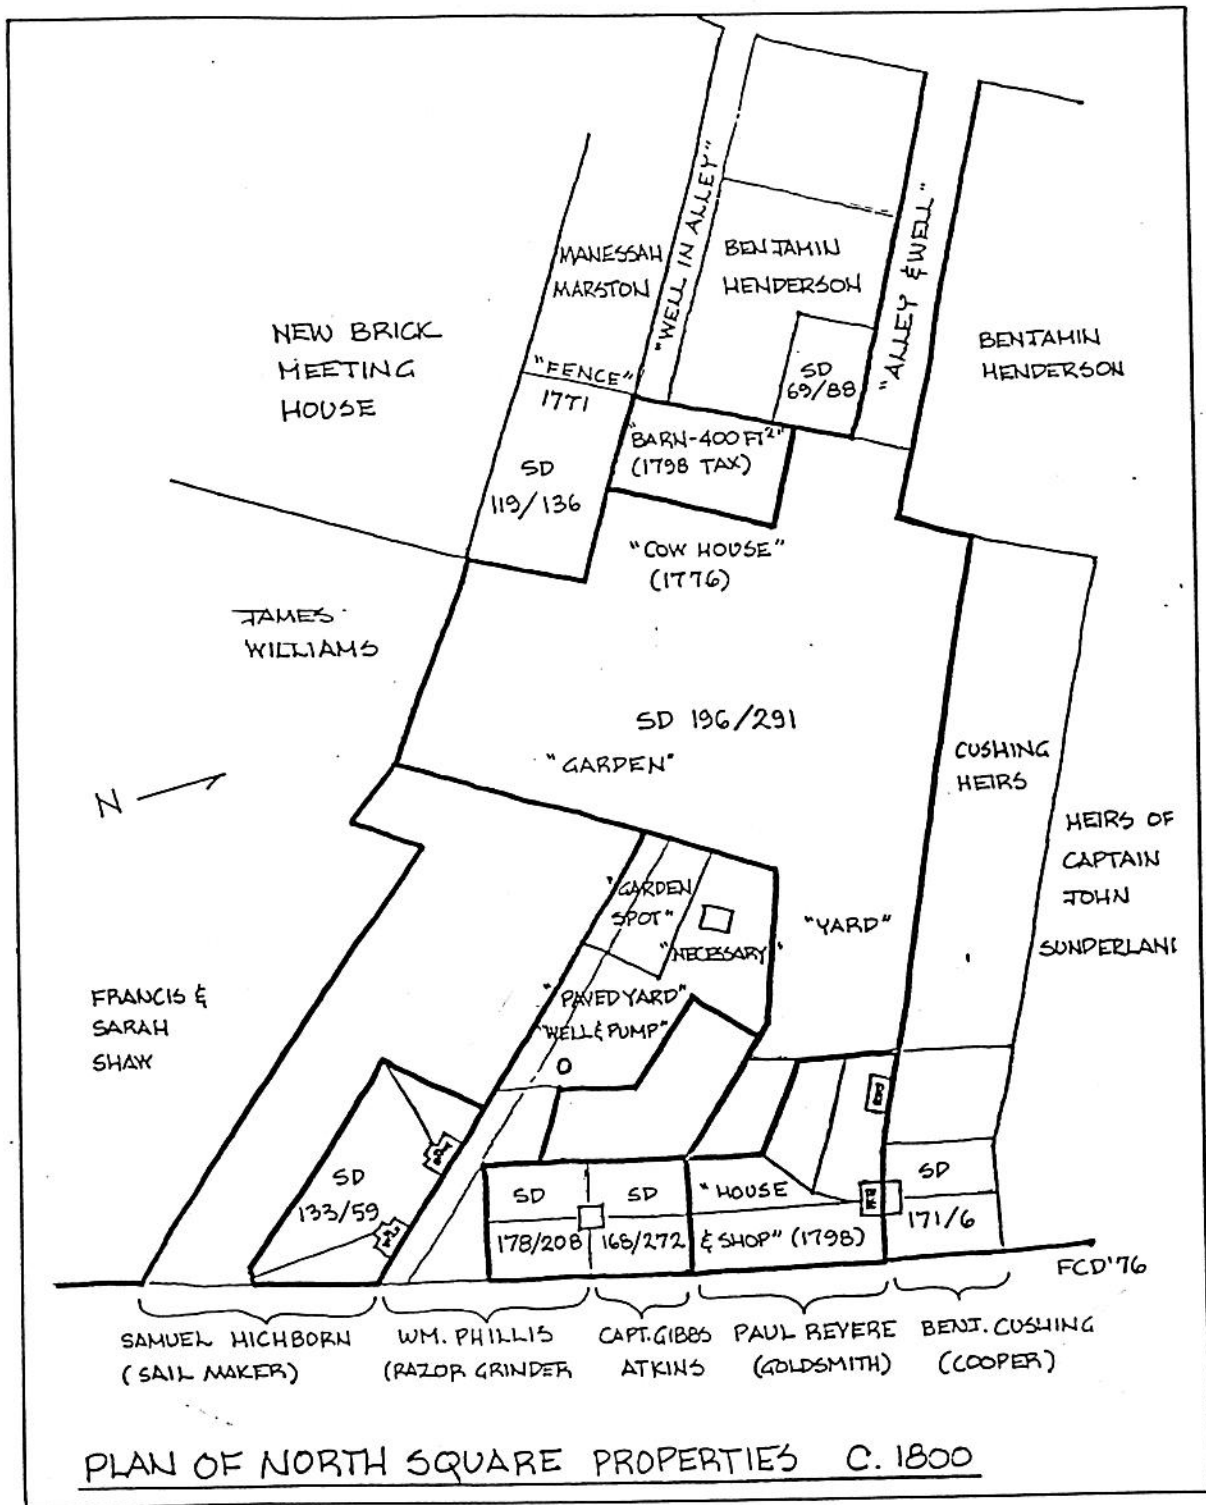 "WELL IN ALLEY"
MANESSAH
MARSTON
BENJAMIN
HENDERSON
"ALLEY & WELL"
NEW BRICK
MEETING
HOUSE
BENJAMIN
HENDERSON
"FENCE"
1771
SD
69/88
"BARN-400 FT²"
(1798 TAX)
SD
119/136
"COW HOUSE"
(1776)
JAMES
WILLIAMS
SD 196/291
"GARDEN"
CUSHING
HEIRS
N
HEIRS OF
CAPTAIN
JOHN
SUNDERLAND
"GARDEN
SPOT"
"NECESSARY"
"YARD"
FRANCIS &
SARAH
SHAW
"PAVED YARD"
"WELL & PUMP"
SD
133/59
SD
178/208
SD
168/272
"HOUSE
& SHOP" (1798)
SD
171/6
FCD '76
SAMUEL HICHBORN
(SAIL MAKER)
WM. PHILLIS
(RAZOR GRINDER
CAPT. GIBBS
ATKINS
PAUL REVERE
(GOLDSMITH)
BENJ. CUSHING
(COOPER)
PLAN OF NORTH SQUARE PROPERTIES C. 1800